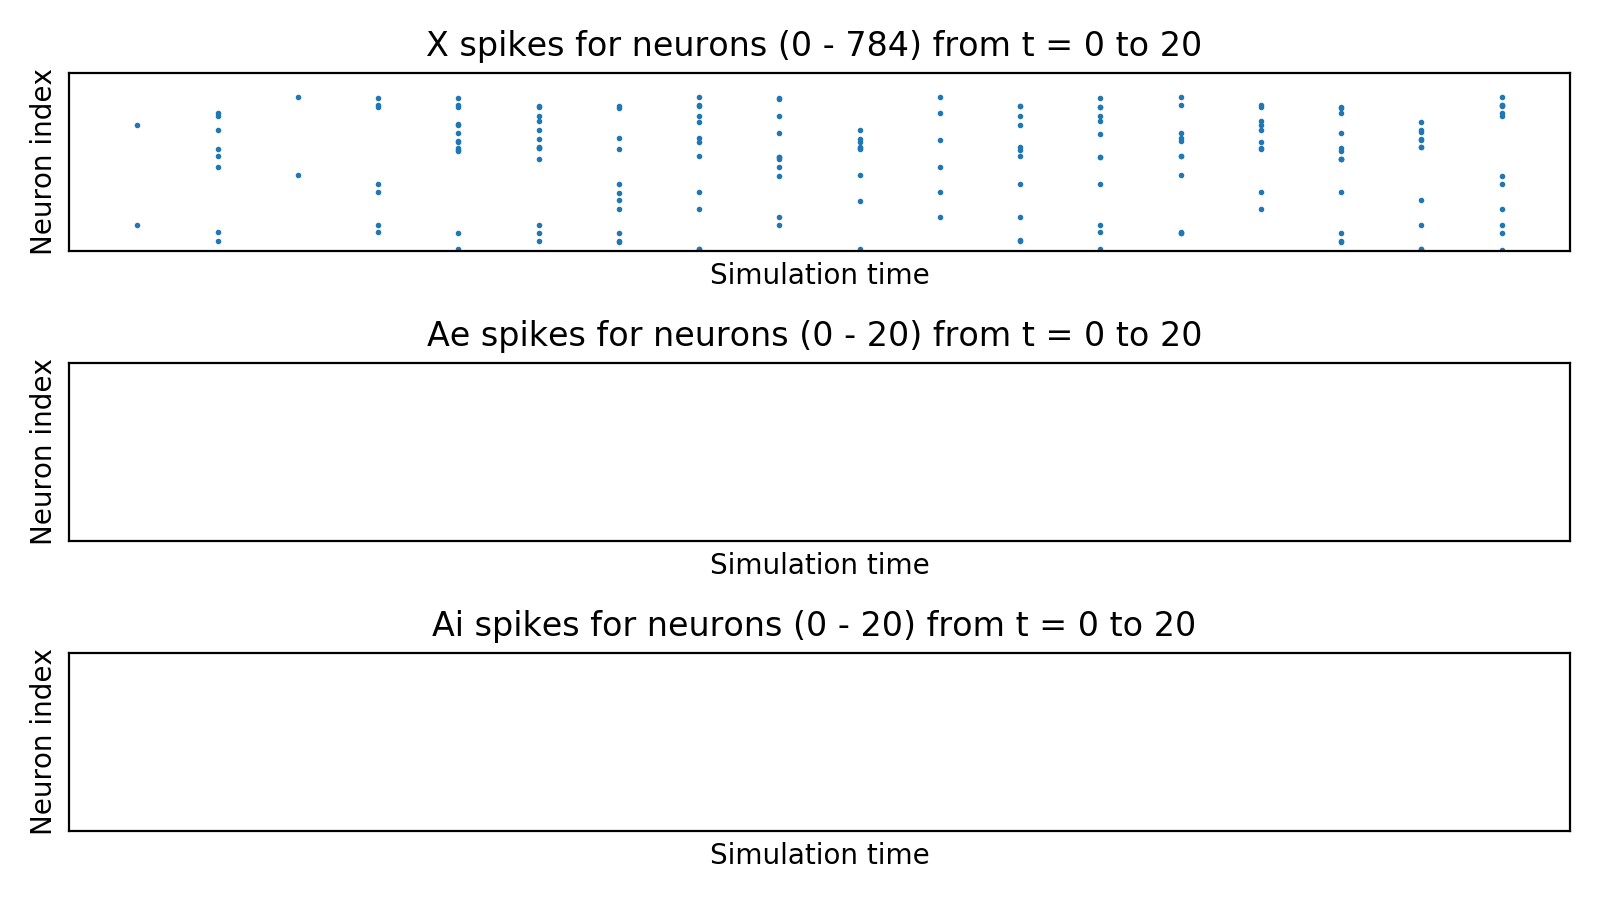 X spikes for neurons (0 - 784) from t = 0 to 20
Neuron index
Simulation time
Ae spikes for neurons (0 - 20) from t = 0 to 20
Neuron index
Simulation time
Ai spikes for neurons (0 - 20) from t = 0 to 20
Neuron index
Simulation time